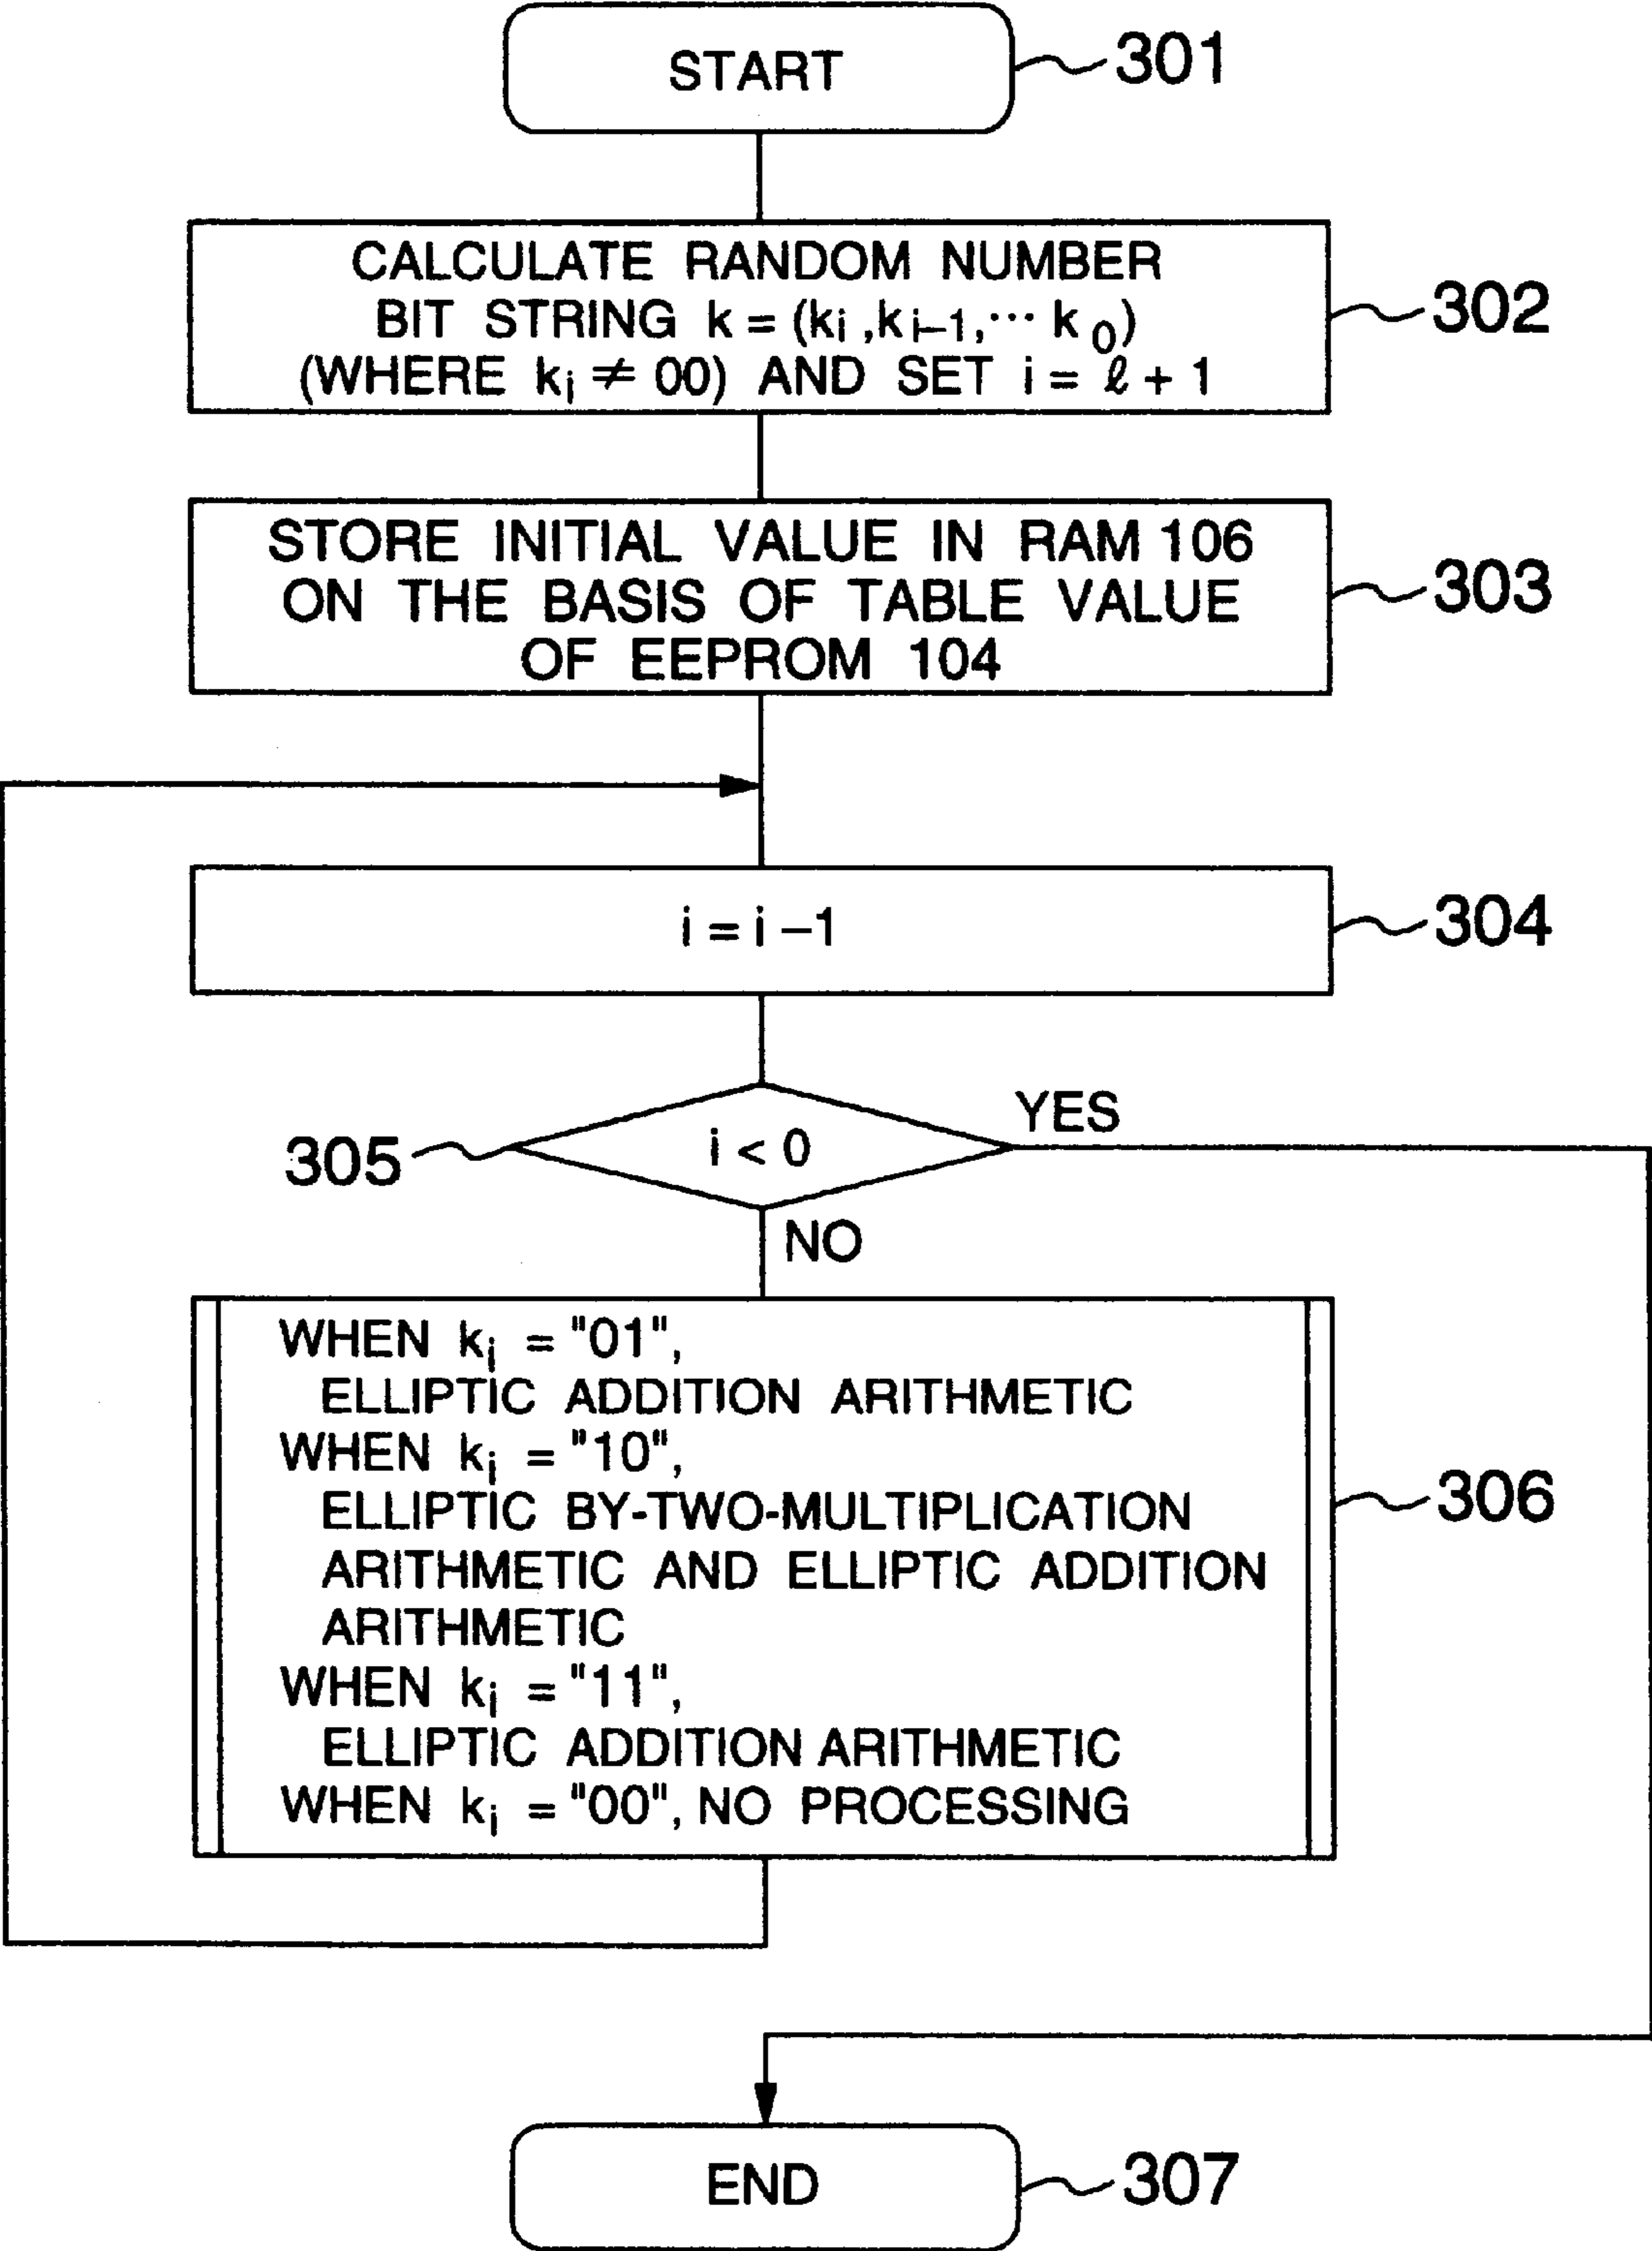 START
301
CALCULATE RANDOM NUMBER
BIT STRING k = (ki ,ki–1,··· k0)
(WHERE ki ≠ 00) AND SET i = ℓ + 1
302
STORE INITIAL VALUE IN RAM 106
ON THE BASIS OF TABLE VALUE
OF EEPROM 104
303
i = i –1
304
305
i < 0
YES
NO
WHEN ki = "01",
ELLIPTIC ADDITION ARITHMETIC
WHEN ki = "10",
ELLIPTIC BY-TWO-MULTIPLICATION
ARITHMETIC AND ELLIPTIC ADDITION
ARITHMETIC
WHEN ki = "11",
ELLIPTIC ADDITION ARITHMETIC
WHEN ki = "00", NO PROCESSING
306
END
307